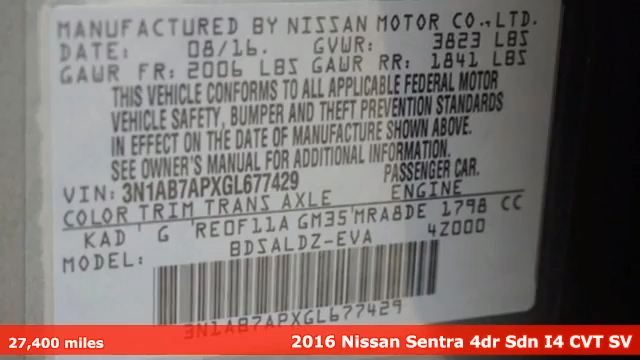 MANUFACTURED BY NISSAN MOTOR CO., LTD.
DATE: 08/16. GVWR: 3823 LBS
GAWR FR: 2006 LBS GAWR RR: 1841 LBS
THIS VEHICLE CONFORMS TO ALL APPLICABLE FEDERAL MOTOR
VEHICLE SAFETY, BUMPER AND THEFT PREVENTION STANDARDS
IN EFFECT ON THE DATE OF MANUFACTURE SHOWN ABOVE.
SEE OWNER'S MANUAL FOR ADDITIONAL INFORMATION.
VIN: 3N1AB7APXGL677429 PASSENGER CAR.
COLOR TRIM TRANS AXLE ENGINE
KAD G RE0F11A GM35 MRA8DE 1798 CC
MODEL: BDSALDZ-EVA 4Z000
3N1AB7APXGL677429
27,400 miles 2016 Nissan Sentra 4dr Sdn I4 CVT SV